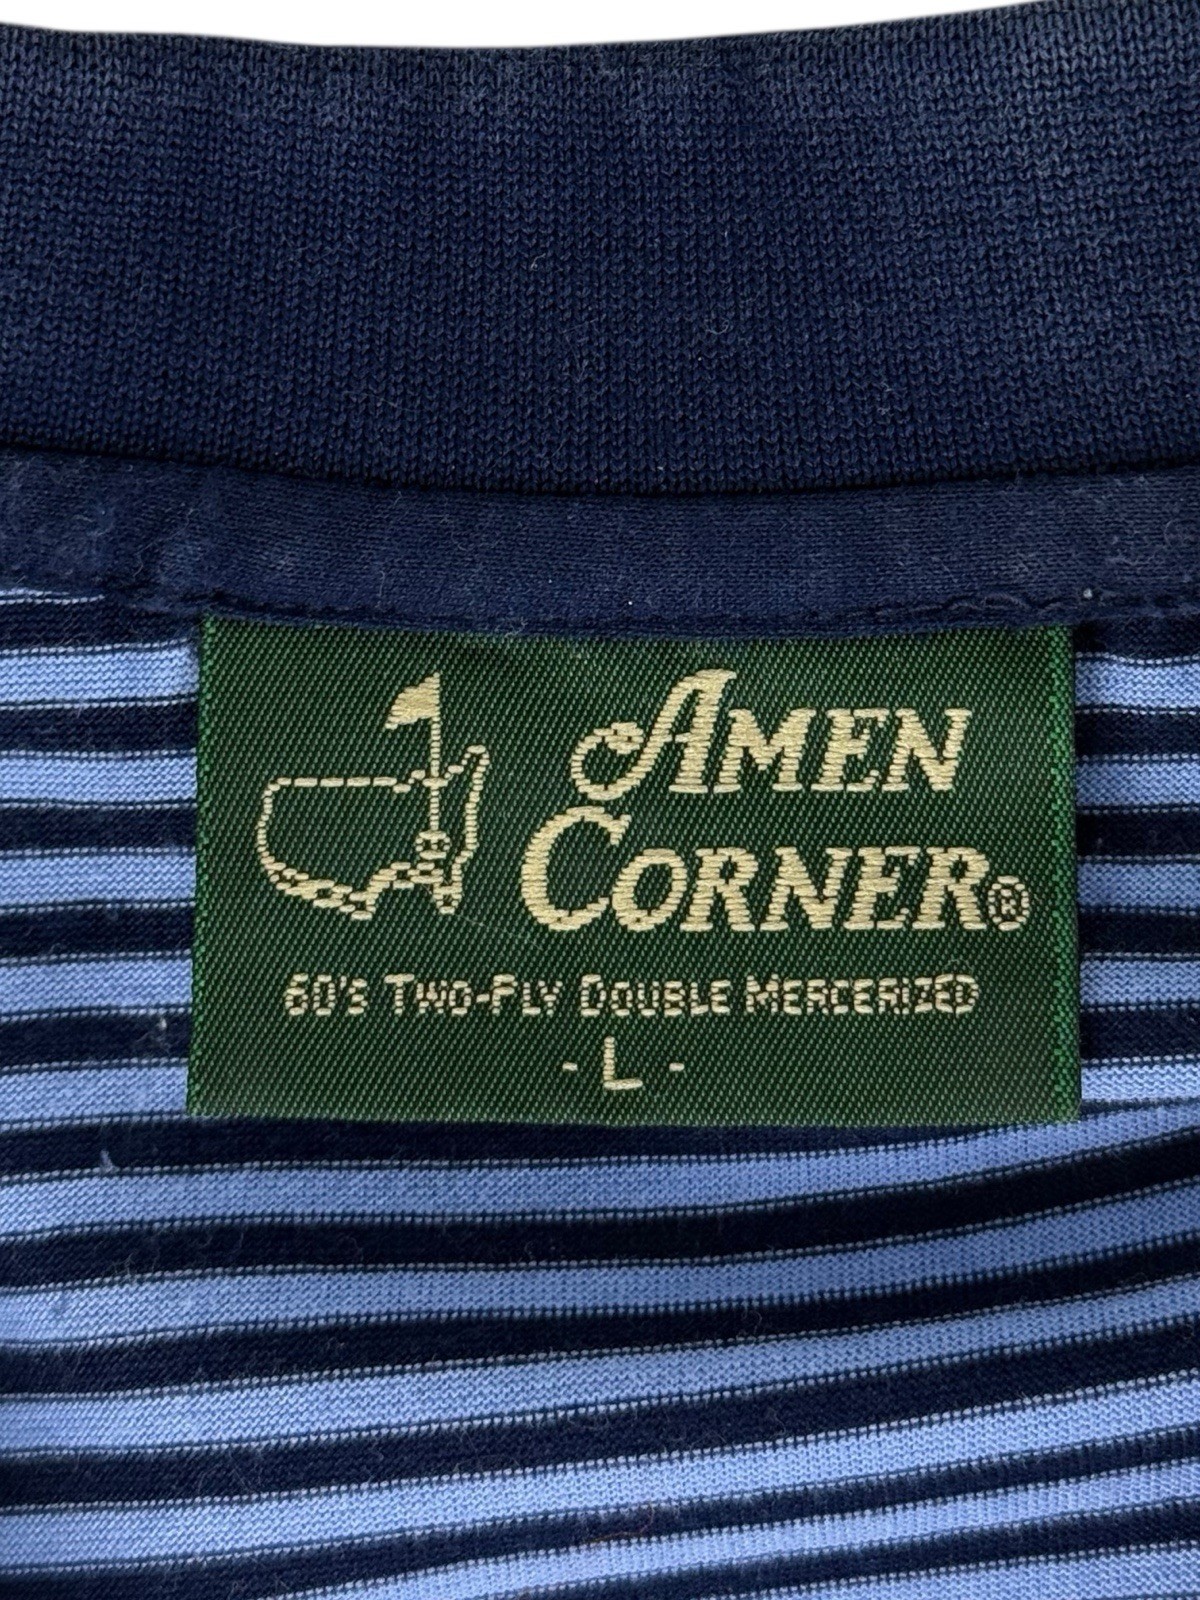 AMEN
CORNER®
60'S TWO-PLY DOUBLE MERCERIZED
- L -